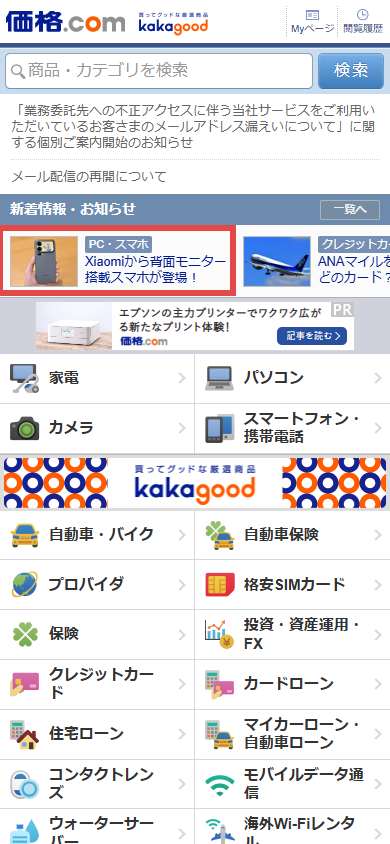 価格.com
買ってグッドな厳選商品
kakagood
Myページ
閲覧履歴
商品・カテゴリを検索
検索
「業務委託先への不正アクセスに伴う当社サービスをご利用い
ただいているお客さまのメールアドレス漏えいについて」に関
する個別ご案内開始のお知らせ
メール配信の再開について
新着情報・お知らせ
一覧へ
PC・スマホ
Xiaomiから背面モニター
搭載スマホが登場！
クレジットカー
ANAマイルを
どのカード？
エプソンの主力プリンターでワクワク広が
る新たなプリント体験！
価格.com
記事を読む
PR
家電
パソコン
カメラ
スマートフォン・
携帯電話
買ってグッドな厳選商品
kakagood
自動車・バイク
自動車保険
プロバイダ
格安SIMカード
保険
投資・資産運用・
FX
クレジットカー
ド
カードローン
住宅ローン
マイカーローン・
自動車ローン
コンタクトレン
ズ
モバイルデータ通
信
ウォーターサー
バー
海外Wi-Fiレンタ
ル